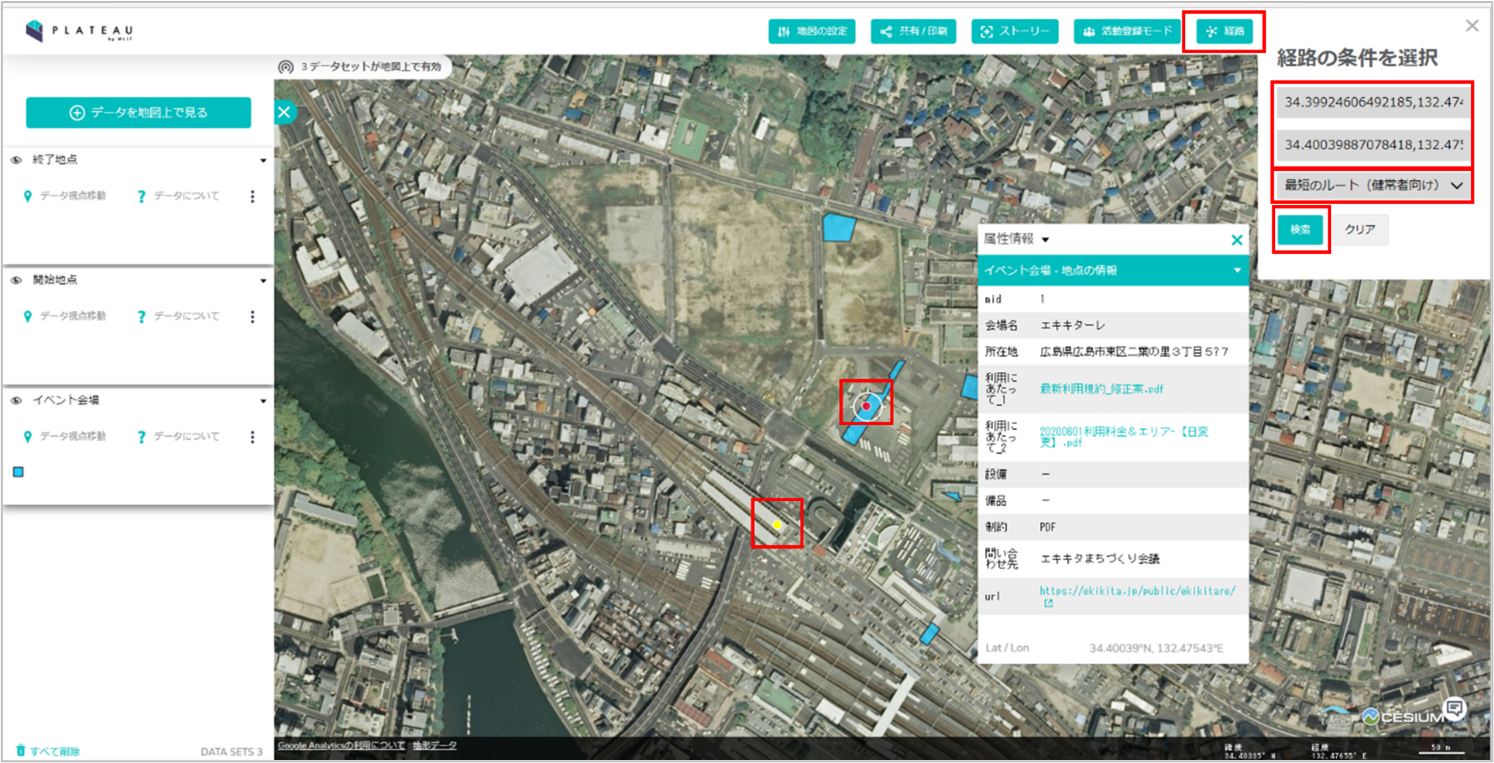 PLATEAU
by MLIT
地図の設定
共有/印刷
ストーリー
活動登録モード
経路
3データセットが地図上で有効
データを地図上で見る
終了地点
データ視点移動
データについて
開始地点
データ視点移動
データについて
イベント会場
データ視点移動
データについて
すべて削除
DATA SETS 3
経路の条件を選択
34.39924606492185,132.474
34.40039887078418,132.475
最短のルート（健常者向け）
検索
クリア
属性情報
イベント会場 - 地点の情報
nid 1
会場名 エキキターレ
所在地 広島県広島市東区二葉の里３丁目５?７
利用にあたって_1 最新利用規約_修正案.pdf
利用にあたって_2 20200601利用料金＆エリア-【日変更】.pdf
設備 －
備品 －
制約 PDF
問い合わせ先 エキキタまちづくり会議
url https://ekikita.jp/public/ekikitare/
Lat / Lon 34.40039°N, 132.47543°E
Google Analyticsの利用について
地形データ
CESIUM
緯度
経度
132.47655° E
50 m